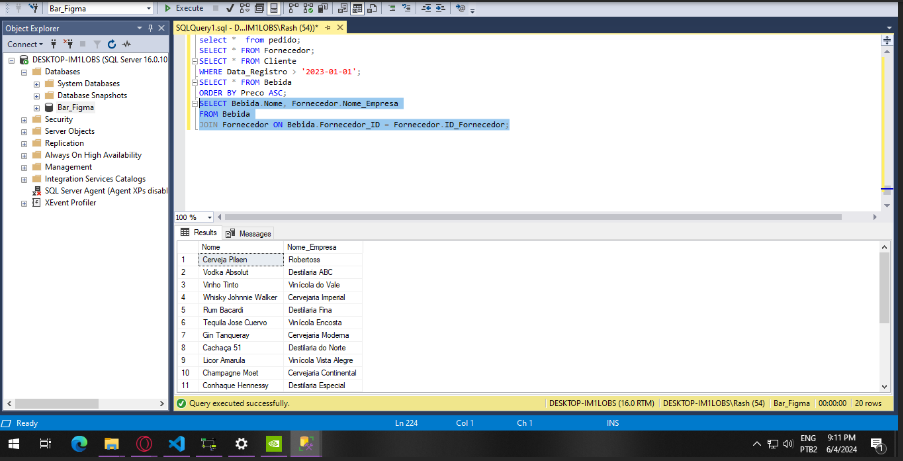 Bar_Figma
Execute
Object Explorer
SQLQuery1.sql - D...IM1LOBS\Rash (54))*
Connect
DESKTOP-IM1LOBS (SQL Server 16.0.10
Databases
System Databases
Database Snapshots
Bar_Figma
Security
Server Objects
Replication
Always On High Availability
Management
Integration Services Catalogs
SQL Server Agent (Agent XPs disabl
XEvent Profiler
select * from pedido;
SELECT * FROM Fornecedor;
SELECT * FROM Cliente
WHERE Data_Registro > '2023-01-01';
SELECT * FROM Bebida
ORDER BY Preco ASC;
SELECT Bebida.Nome, Fornecedor.Nome_Empresa
FROM Bebida
JOIN Fornecedor ON Bebida.Fornecedor_ID = Fornecedor.ID_Fornecedor;
100 %
Results Messages
Nome Nome_Empresa
1 Cerveja Pilsen Robertoss
2 Vodka Absolut Destilaria ABC
3 Vinho Tinto Vinícola do Vale
4 Whisky Johnnie Walker Cervejaria Imperial
5 Rum Bacardi Destilaria Fina
6 Tequila Jose Cuervo Vinícola Encosta
7 Gin Tanqueray Cervejaria Moderna
8 Cachaça 51 Destilaria do Norte
9 Licor Amarula Vinícola Vista Alegre
10 Champagne Moet Cervejaria Continental
11 Conhaque Hennessy Destilaria Especial
Query executed successfully.
DESKTOP-IM1LOBS (16.0 RTM) DESKTOP-IM1LOBS\Rash (54) Bar_Figma 00:00:00 20 rows
Ready Ln 224 Col 1 Ch 1 INS
ENG 9:11 PM
PTB2 6/4/2024
1